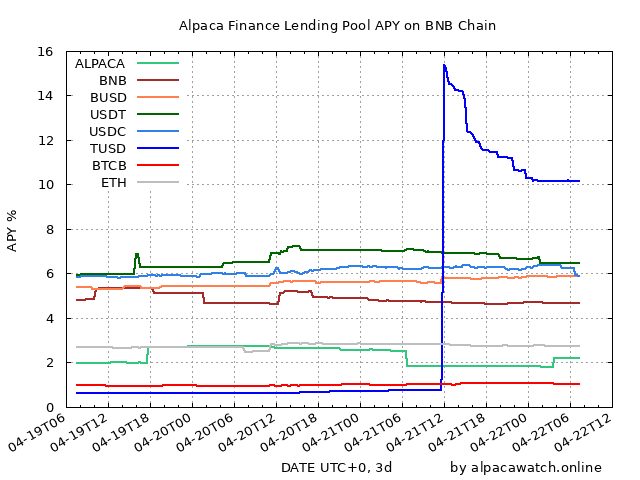 Alpaca Finance Lending Pool APY on BNB Chain
16
14
12
10
8
6
4
2
0
APY %
ALPACA
BNB
BUSD
USDT
USDC
TUSD
BTCB
ETH
04-19T06
04-19T12
04-19T18
04-20T00
04-20T06
04-20T12
04-20T18
04-21T00
04-21T06
04-21T12
04-21T18
04-22T00
04-22T06
04-22T12
DATE UTC+0, 3d
by alpacawatch.online